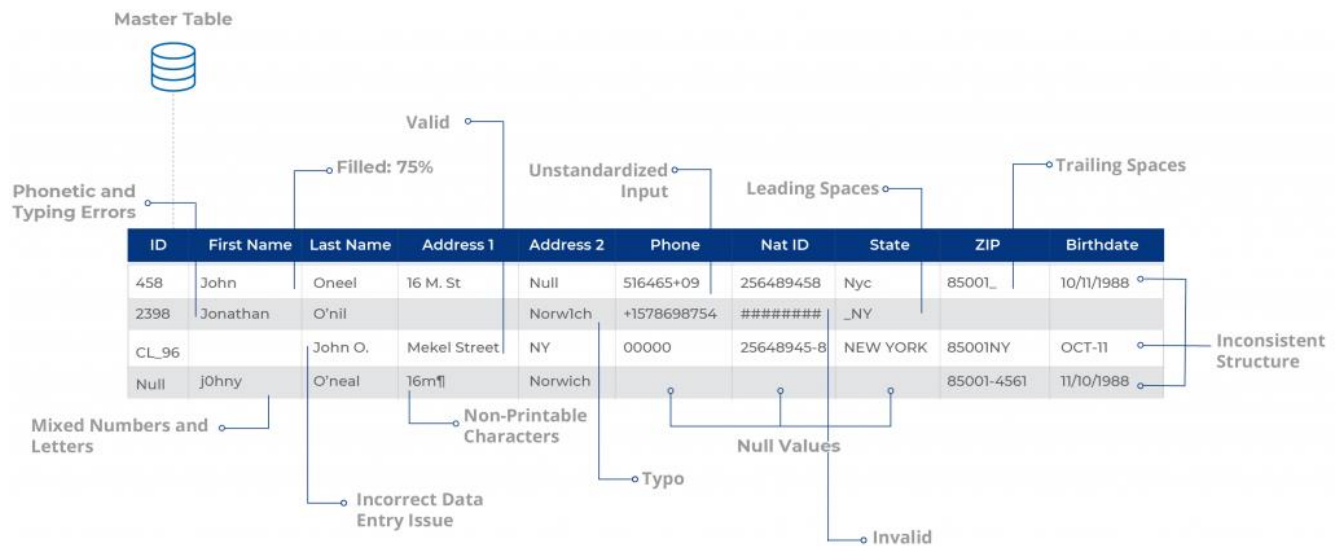 Master Table
Valid
Filled: 75%
Unstandardized
Input
Leading Spaces
Trailing Spaces
Phonetic and
Typing Errors
ID First Name Last Name Address 1 Address 2 Phone Nat ID State ZIP Birthdate
458 John Oneel 16 M. St Null 516465+09 256489458 Nyc 85001_ 10/11/1988
2398 Jonathan O'nil Norw1ch +1578698754 ######## _NY
CL_96 John O. Mekel Street NY 00000 25648945-8 NEW YORK 85001NY OCT-11
Null j0hny O'neal 16m¶ Norwich 85001-4561 11/10/1988
Inconsistent
Structure
Mixed Numbers and
Letters
Non-Printable
Characters
Null Values
Typo
Incorrect Data
Entry Issue
Invalid